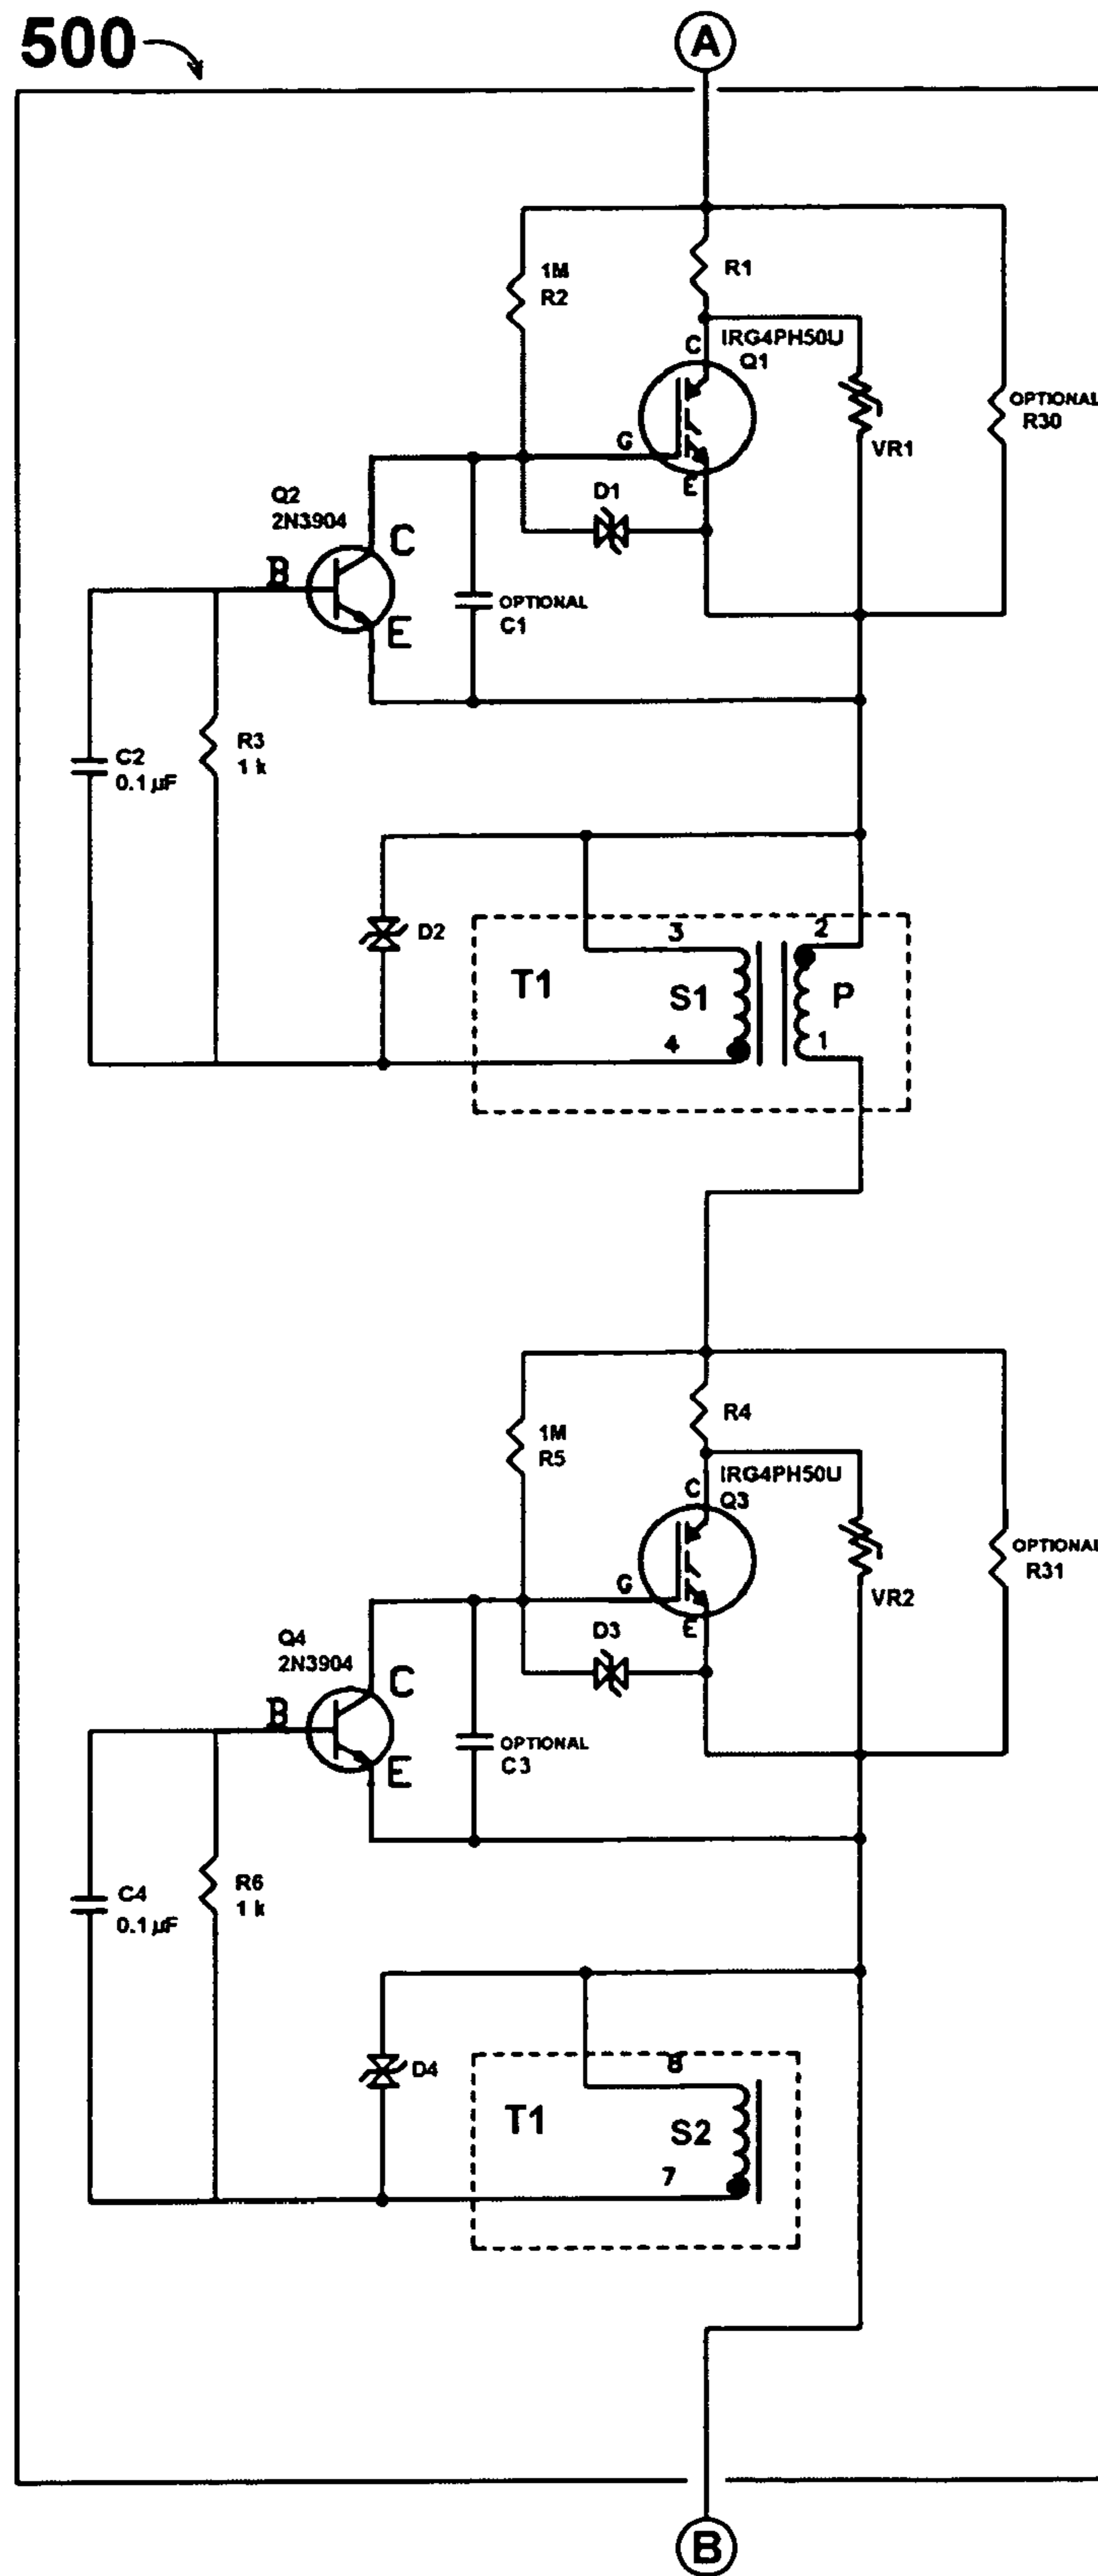 500
A
1M
R2
R1
IRG4PH50U
Q1
C
G
E
VR1
OPTIONAL
R30
D1
Q2
2N3904
B
C
E
OPTIONAL
C1
C2
0.1 µF
R3
1 k
D2
T1
3
S1
4
2
P
1
1M
R5
R4
IRG4PH50U
Q3
C
G
E
VR2
OPTIONAL
R31
D3
Q4
2N3904
B
C
E
OPTIONAL
C3
C4
0.1 µF
R6
1 k
D4
T1
8
S2
7
B